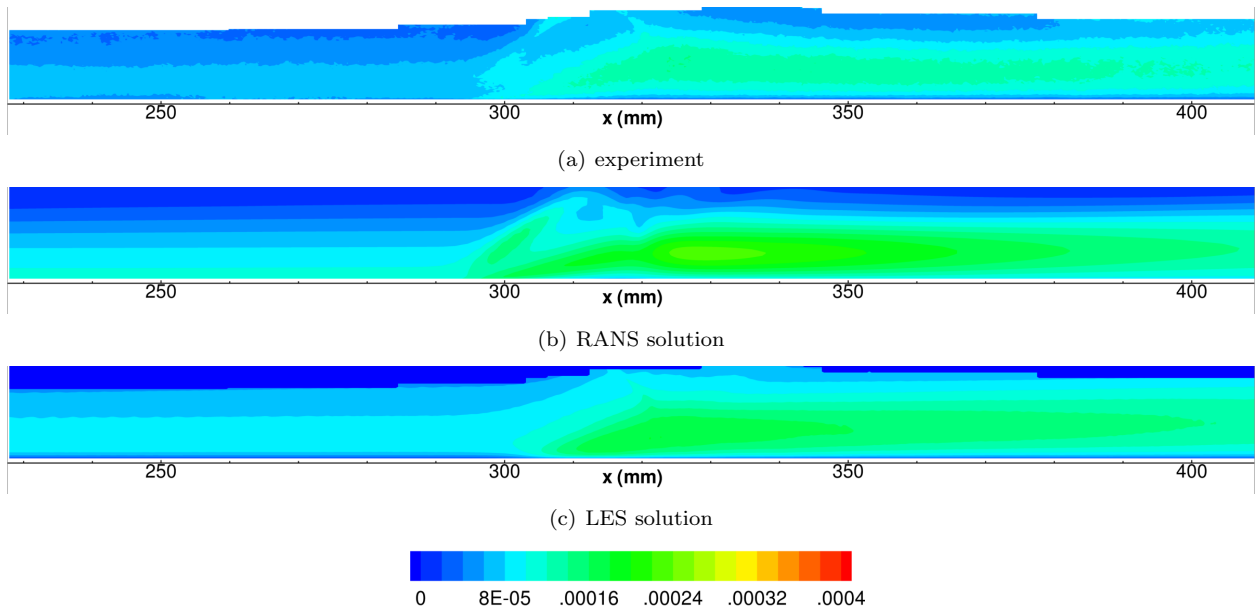 250 300 350 400
x (mm)
(a) experiment
250 300 350 400
x (mm)
(b) RANS solution
250 300 350 400
x (mm)
(c) LES solution
0 8E-05 .00016 .00024 .00032 .0004